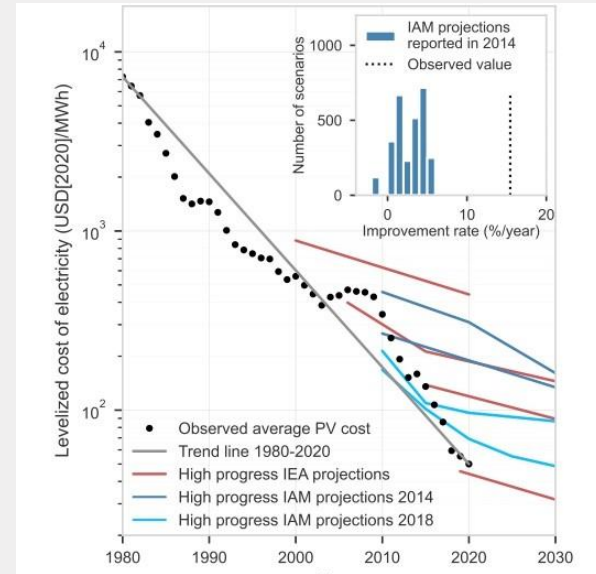 Levelized cost of electricity (USD[2020]/MWh)
10⁴
10³
10²
1980
1990
2000
2010
2020
2030
Number of scenarios
1000
500
0
0
10
20
Improvement rate (%/year)
IAM projections
reported in 2014
Observed value
Observed average PV cost
Trend line 1980-2020
High progress IEA projections
High progress IAM projections 2014
High progress IAM projections 2018